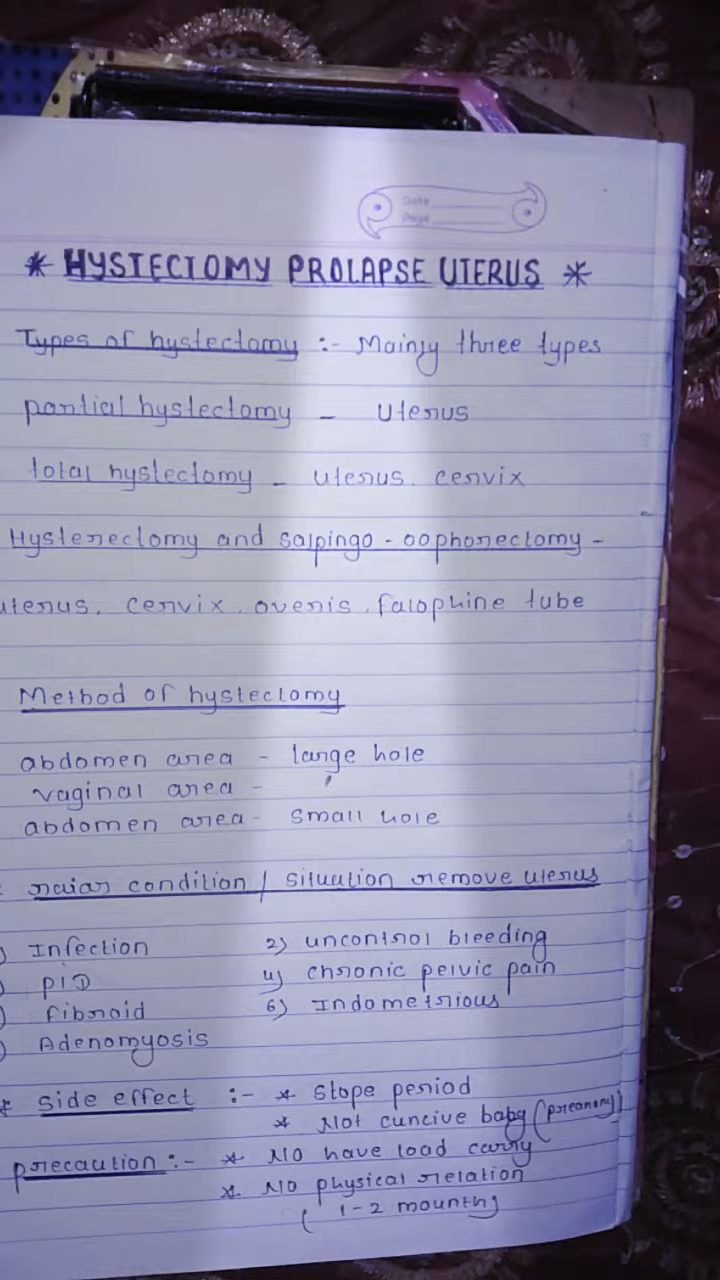 Date
Page
* HYSTECTOMY PROLAPSE UTERUS *
Types of hystectomy :- Mainly three types
partial hystectomy - Uterus
total hystectomy - uterus. cervix
Hysterectomy and salpingo - oophorectomy -
uterus. cervix. overis. falophine tube
Method of hystectomy
abdomen area - large hole
vaginal area -
abdomen area - small hole
condition / situation remove uterus
Infection 2) uncontrol bleeding
PID 4) chronic pelvic pain
fibroid 6) Indometrious
Adenomyosis
* side effect :- * Stope period
* Not cuncive baby
precaution :- * No have load carry
* No physical relation
(1-2 mounth)